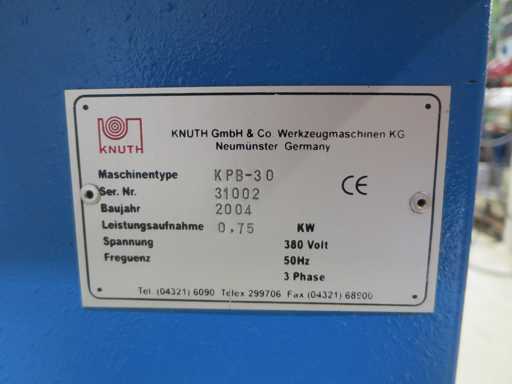 KNUTH
KNUTH GmbH & Co Werkzeugmaschinen KG
Neumünster Germany
Maschinentype KPB-30
Ser. Nr. 31002
Baujahr 2004
Leistungsaufnahme 0,75 KW
Spannung 380 Volt
Frequenz 50Hz
3 Phase
CE
Tel. (04321) 6090 Telex 299706 Fax (04321) 68900